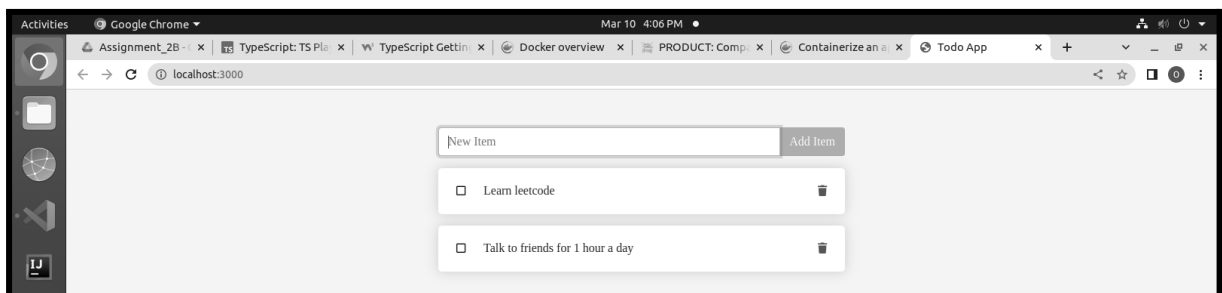 Activities Google Chrome Mar 10 4:06 PM
Assignment_2B - TypeScript: TS Pla TypeScript Gettin Docker overview PRODUCT: Comp Containerize an a Todo App
localhost:3000 O
New Item Add Item
Learn leetcode
Talk to friends for 1 hour a day
IJ